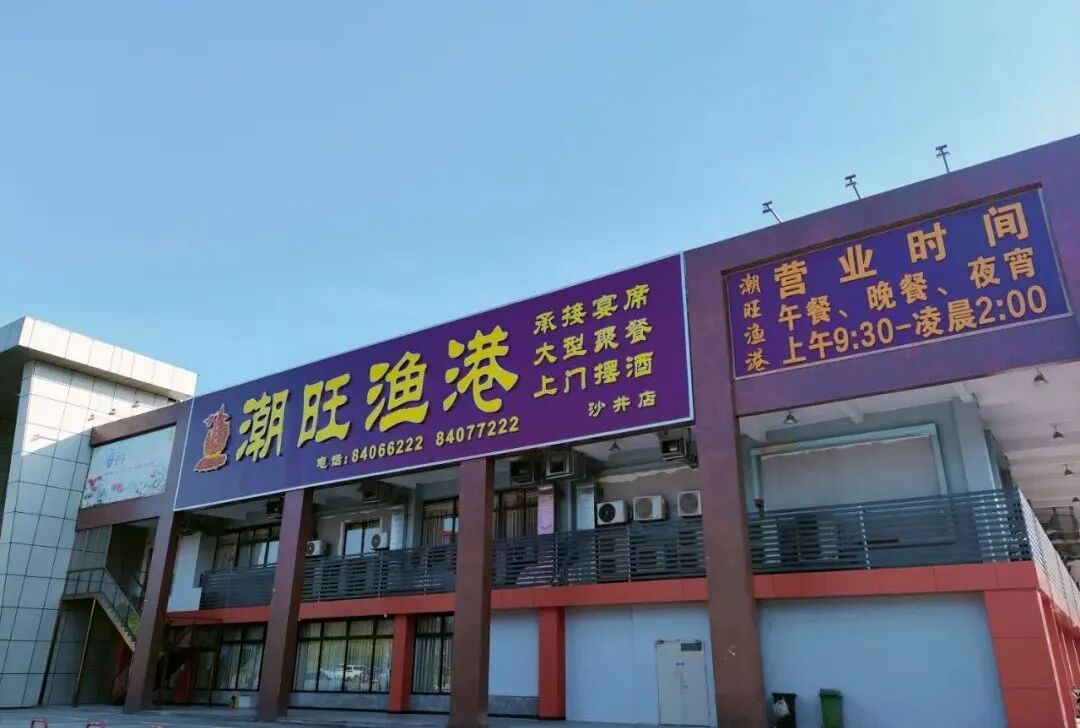 潮旺渔港
电话:84066222 84077222
承接宴席
大型聚餐
上门摆酒
沙井店
潮旺渔港
营业时间
午餐、晚餐、夜宵
上午9:30-凌晨2:00